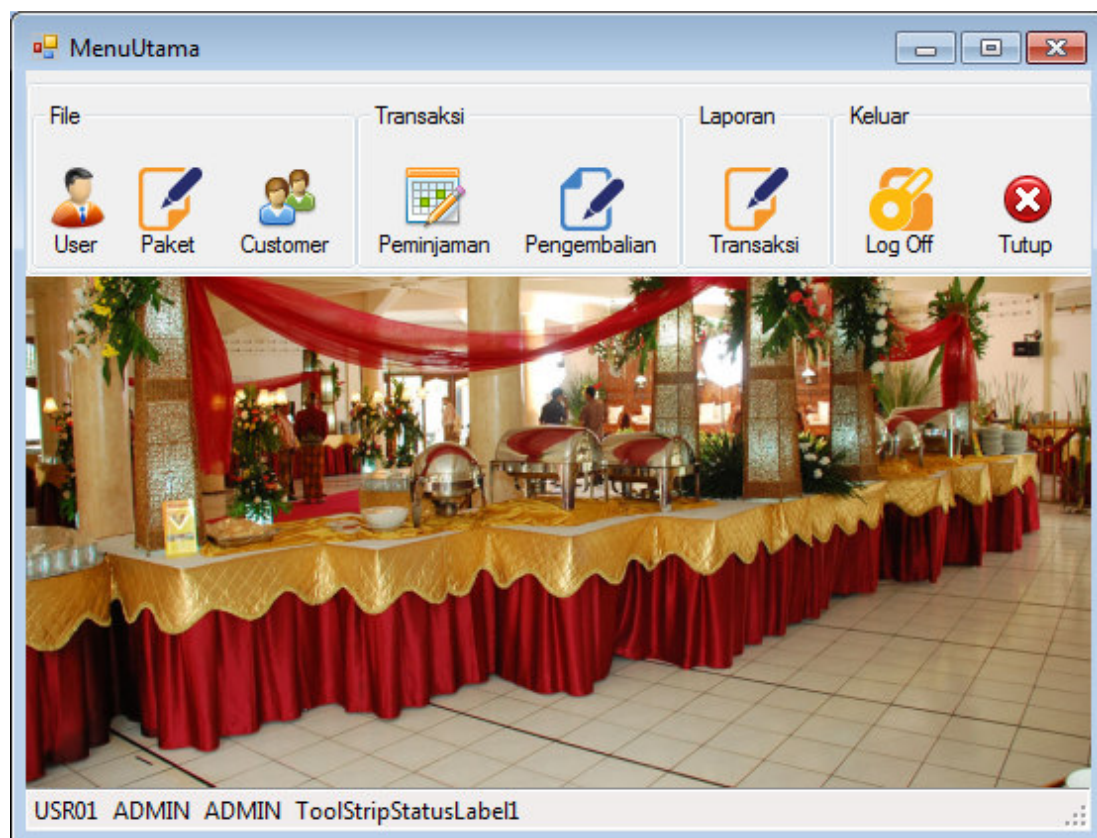 MenuUtama
File Transaksi Laporan Keluar
User Paket Customer Peminjaman Pengembalian Transaksi Log Off Tutup
USR01 ADMIN ADMIN ToolStripStatusLabel1